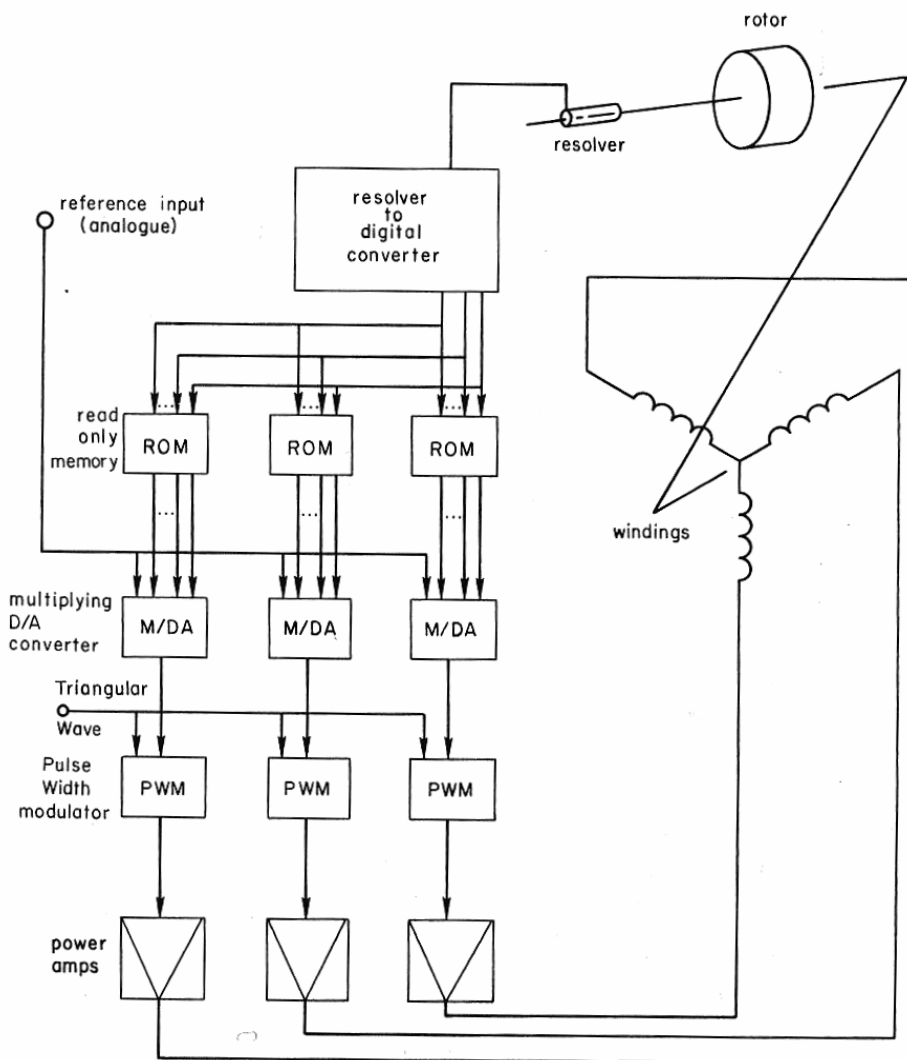 rotor
resolver
reference input
(analogue)
resolver
to
digital
converter
read
only
memory
...
...
...
ROM
ROM
ROM
...
...
...
windings
multiplying
D/A
converter
M/DA
M/DA
M/DA
Triangular
Wave
Pulse
Width
modulator
PWM
PWM
PWM
power
amps